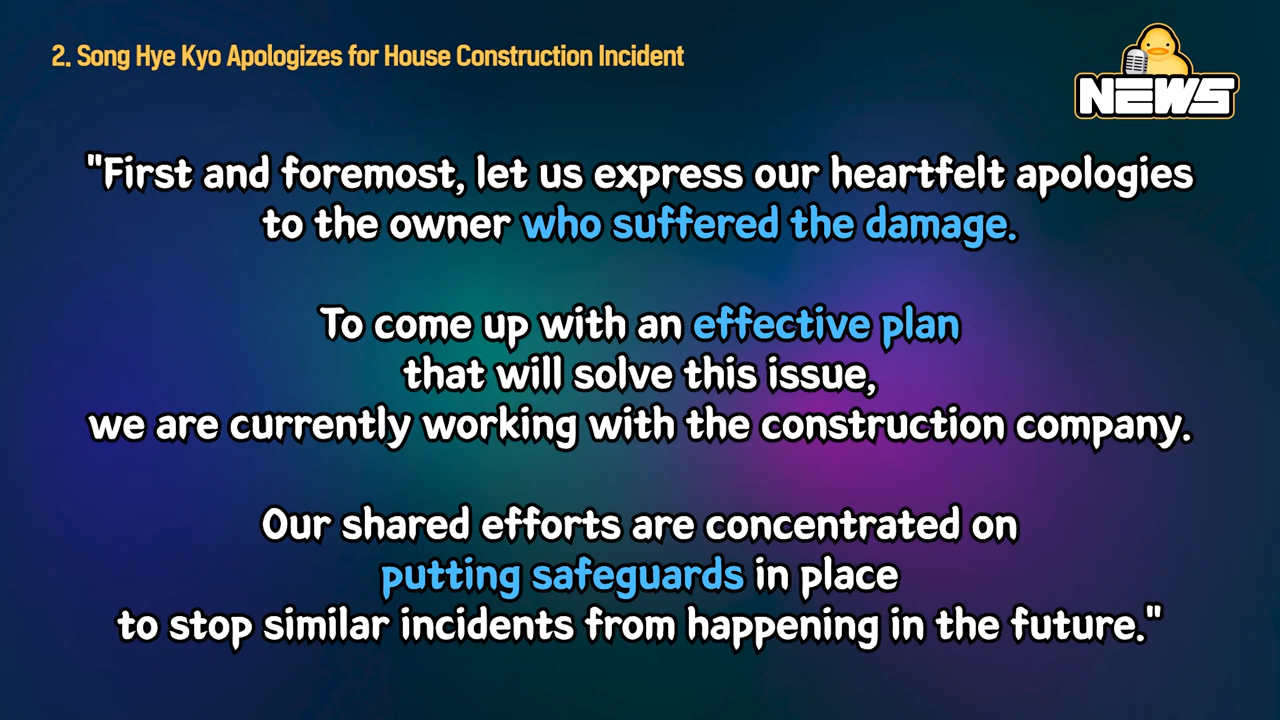 2. Song Hye Kyo Apologizes for House Construction Incident
NEWS
"First and foremost, let us express our heartfelt apologies
to the owner who suffered the damage.
To come up with an effective plan
that will solve this issue,
we are currently working with the construction company.
Our shared efforts are concentrated on
putting safeguards in place
to stop similar incidents from happening in the future."